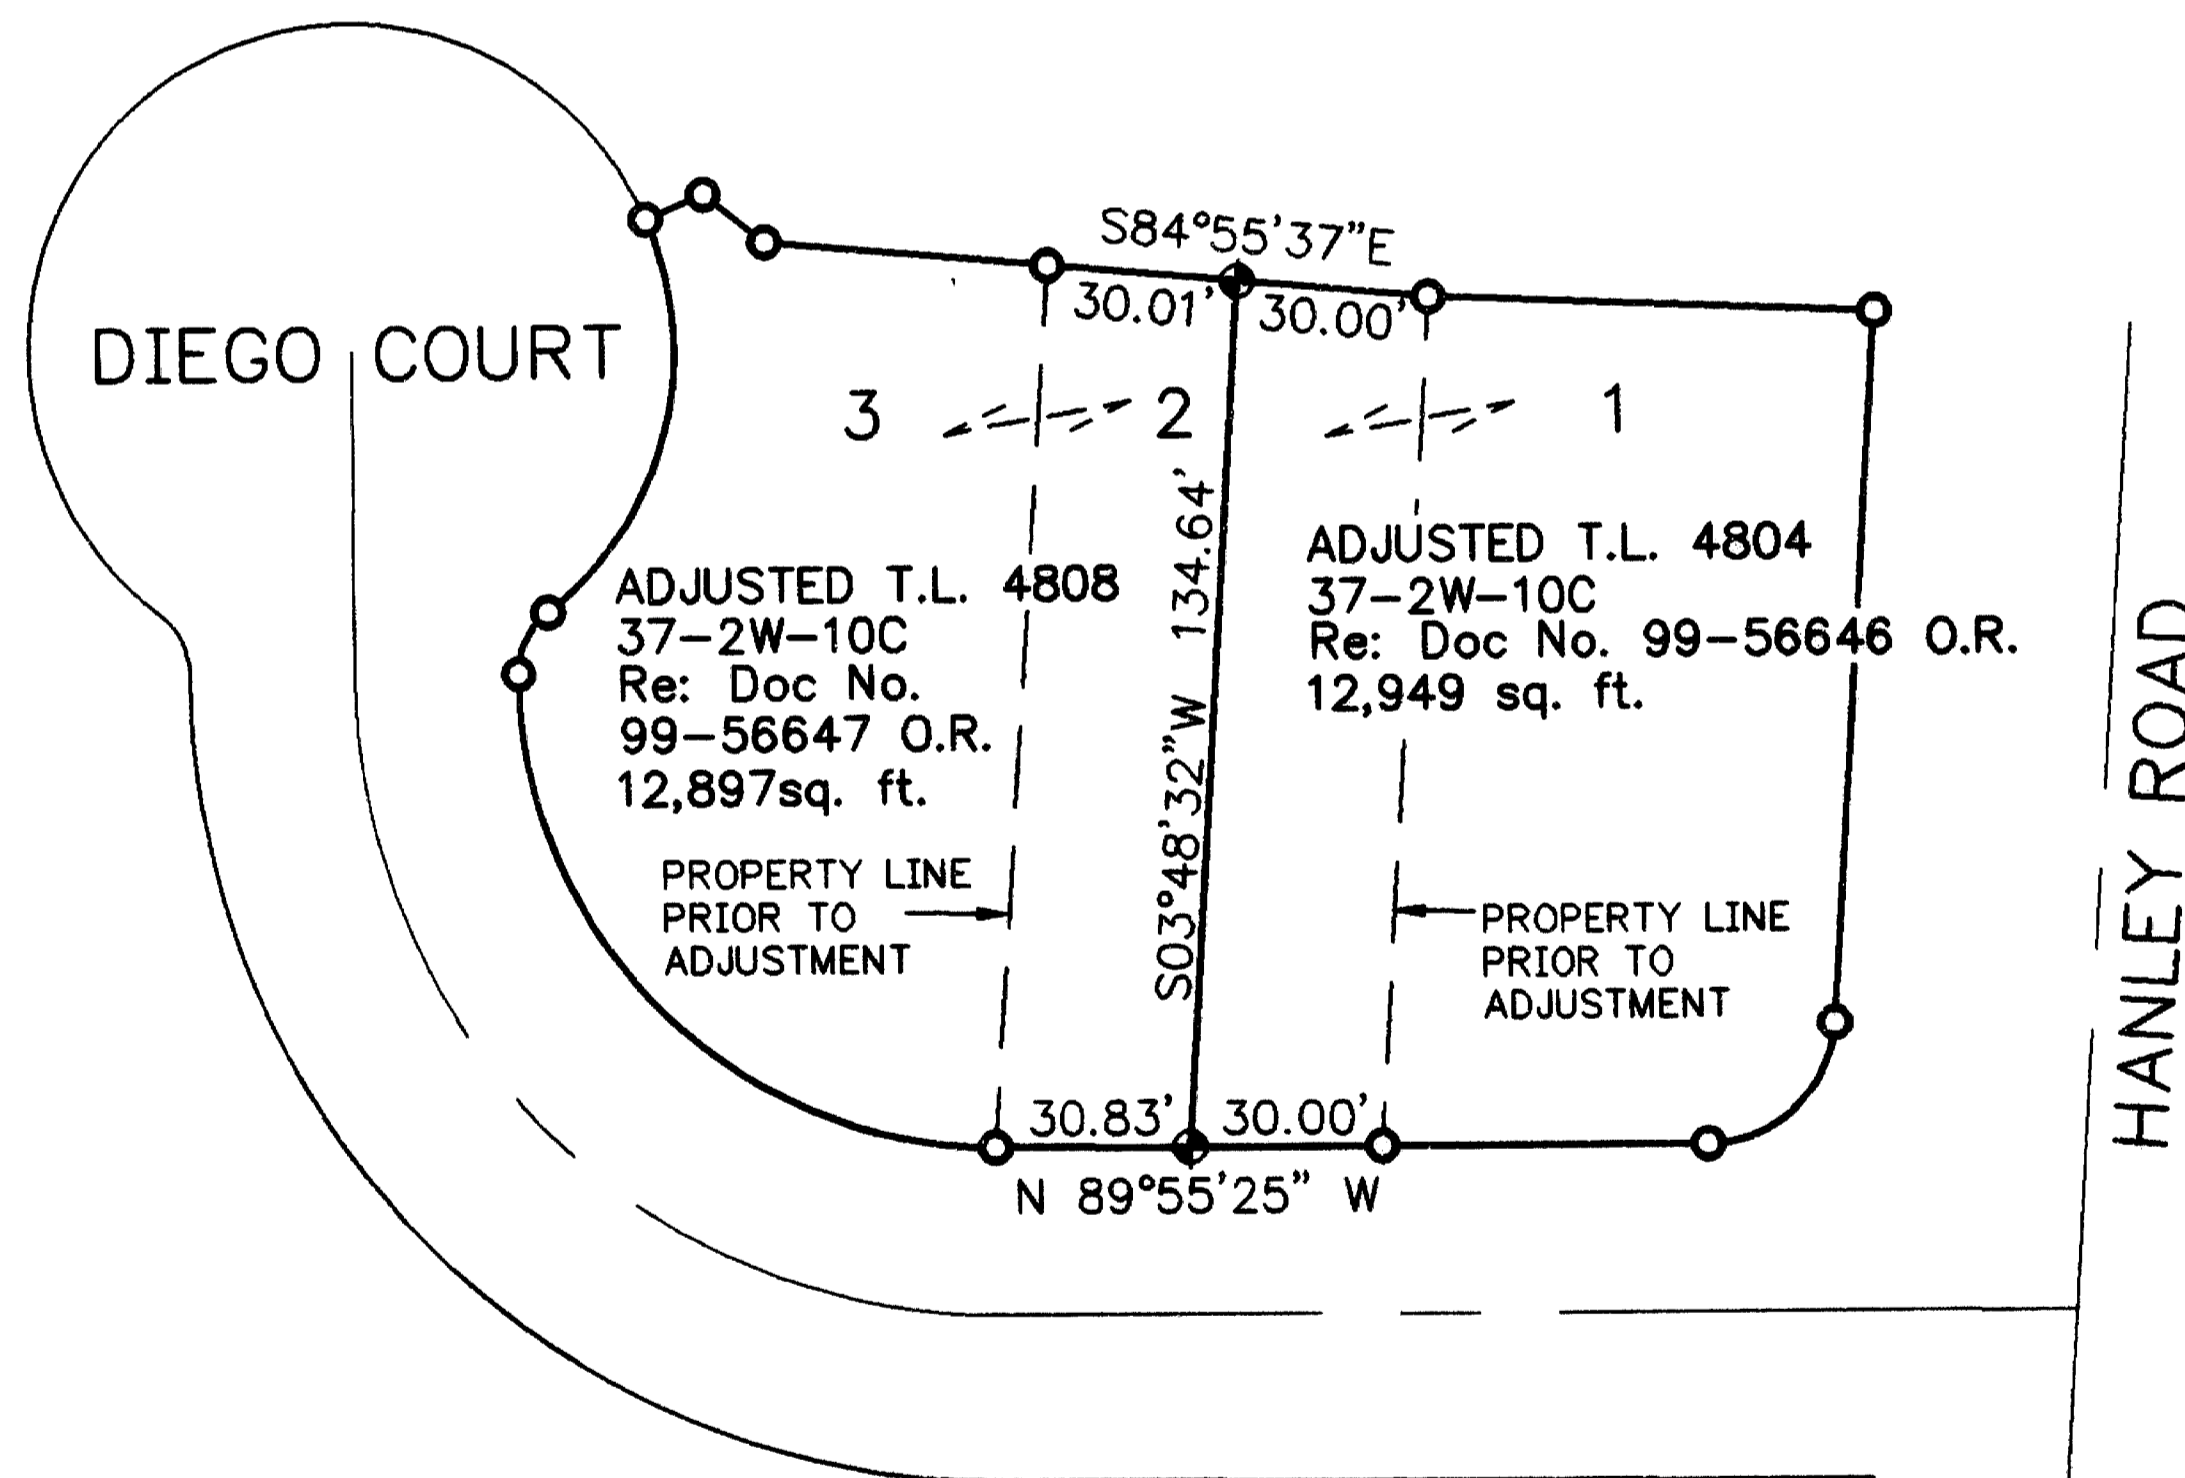 S84°55'37"E
30.01' 30.00'
DIEGO COURT
3
2
1
S03°48'32"W 134.64'
ADJUSTED T.L. 4808
37-2W-10C
Re: Doc No.
99-56647 O.R.
12,897sq. ft.
ADJUSTED T.L. 4804
37-2W-10C
Re: Doc No. 99-56646 O.R.
12,949 sq. ft.
PROPERTY LINE
PRIOR TO
ADJUSTMENT
PROPERTY LINE
PRIOR TO
ADJUSTMENT
HANLEY ROAD
30.83' 30.00'
N 89°55'25" W